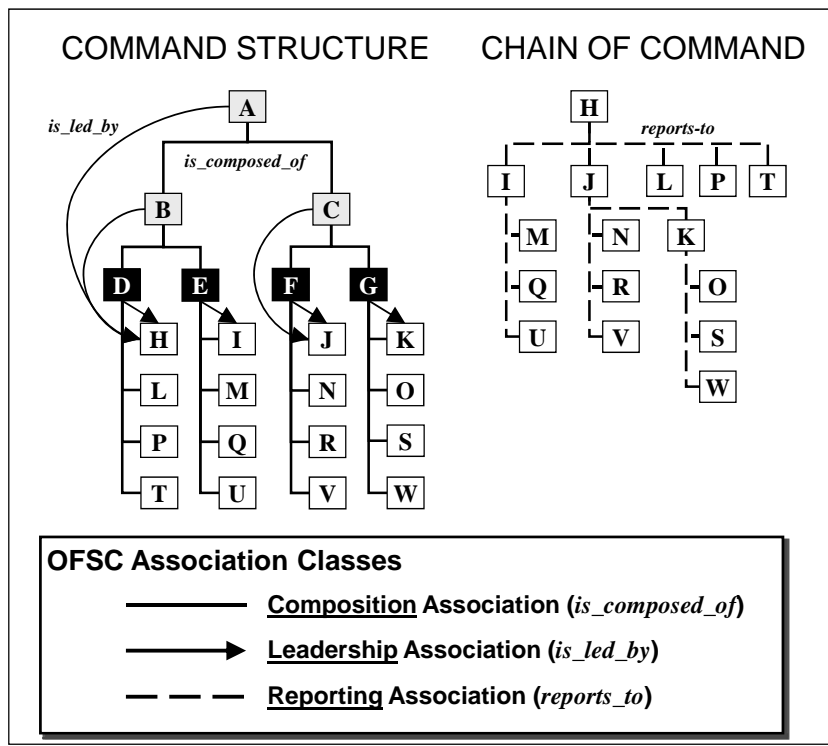 COMMAND STRUCTURE
CHAIN OF COMMAND
A
is_led_by
is_composed_of
B
C
D
E
F
G
H
I
J
K
L
M
N
O
P
Q
R
S
T
U
V
W
H
reports-to
I
J
L
P
T
M
N
K
Q
R
O
U
V
S
W
OFSC Association Classes
Composition Association (is_composed_of)
Leadership Association (is_led_by)
Reporting Association (reports_to)